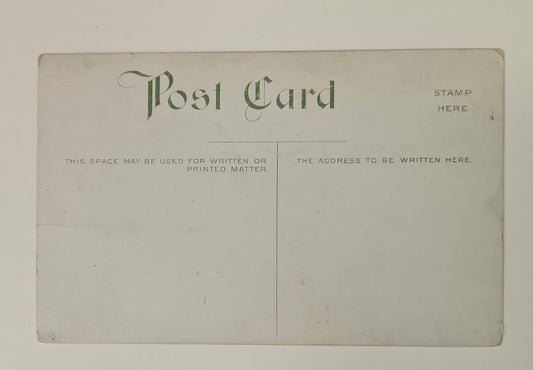 Post Card
STAMP
HERE
THIS SPACE MAY BE USED FOR WRITTEN OR
PRINTED MATTER.
THE ADDRESS TO BE WRITTEN HERE.